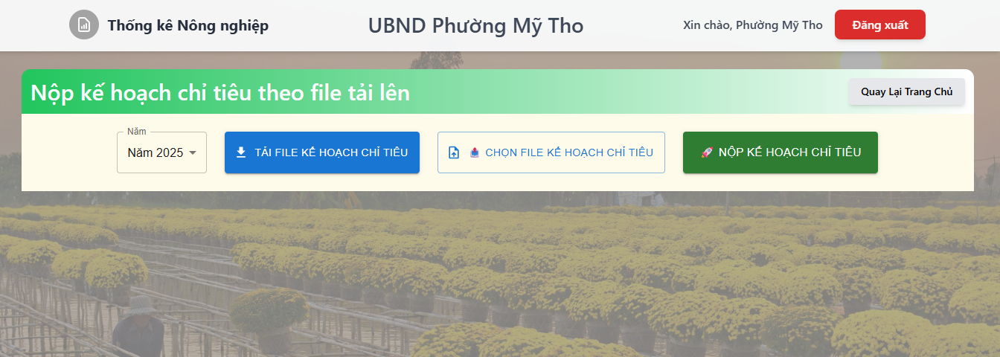 Thống kê Nông nghiệp
UBND Phường Mỹ Tho
Xin chào, Phường Mỹ Tho
Đăng xuất
Nộp kế hoạch chỉ tiêu theo file tải lên
Quay Lại Trang Chủ
Năm
Năm 2025
TẢI FILE KẾ HOẠCH CHỈ TIÊU
CHỌN FILE KẾ HOẠCH CHỈ TIÊU
NỘP KẾ HOẠCH CHỈ TIÊU